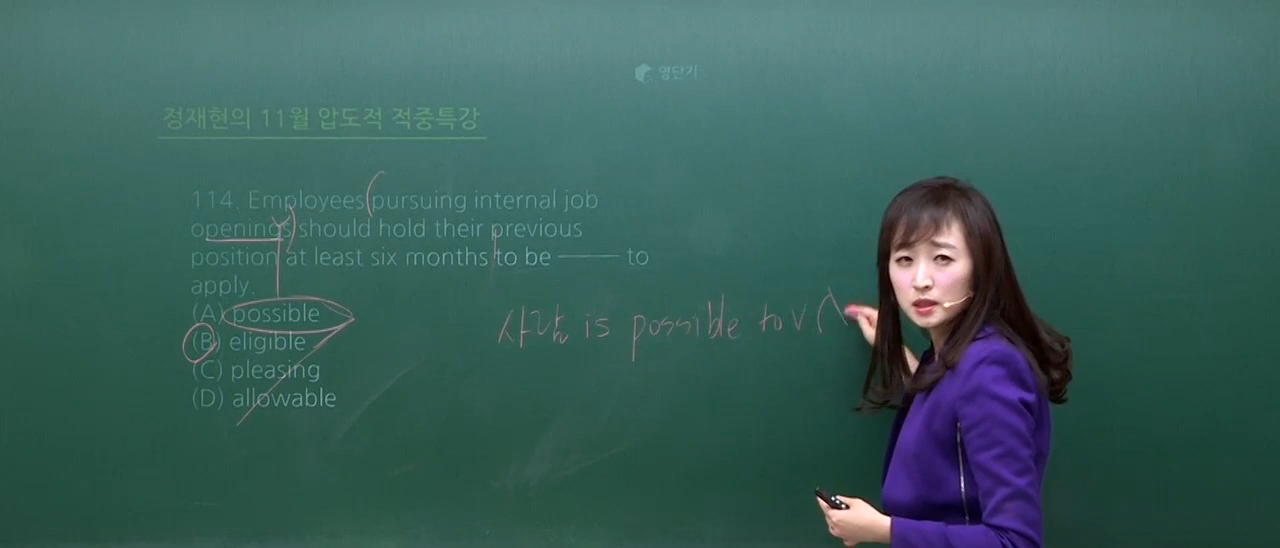 영단기
정재현의 11월 압도적 적중특강
114. Employees pursuing internal job
openings should hold their previous
position at least six months to be ——— to
apply.
(A) possible
(B) eligible
(C) pleasing
(D) allowable
사람 is possible to V (